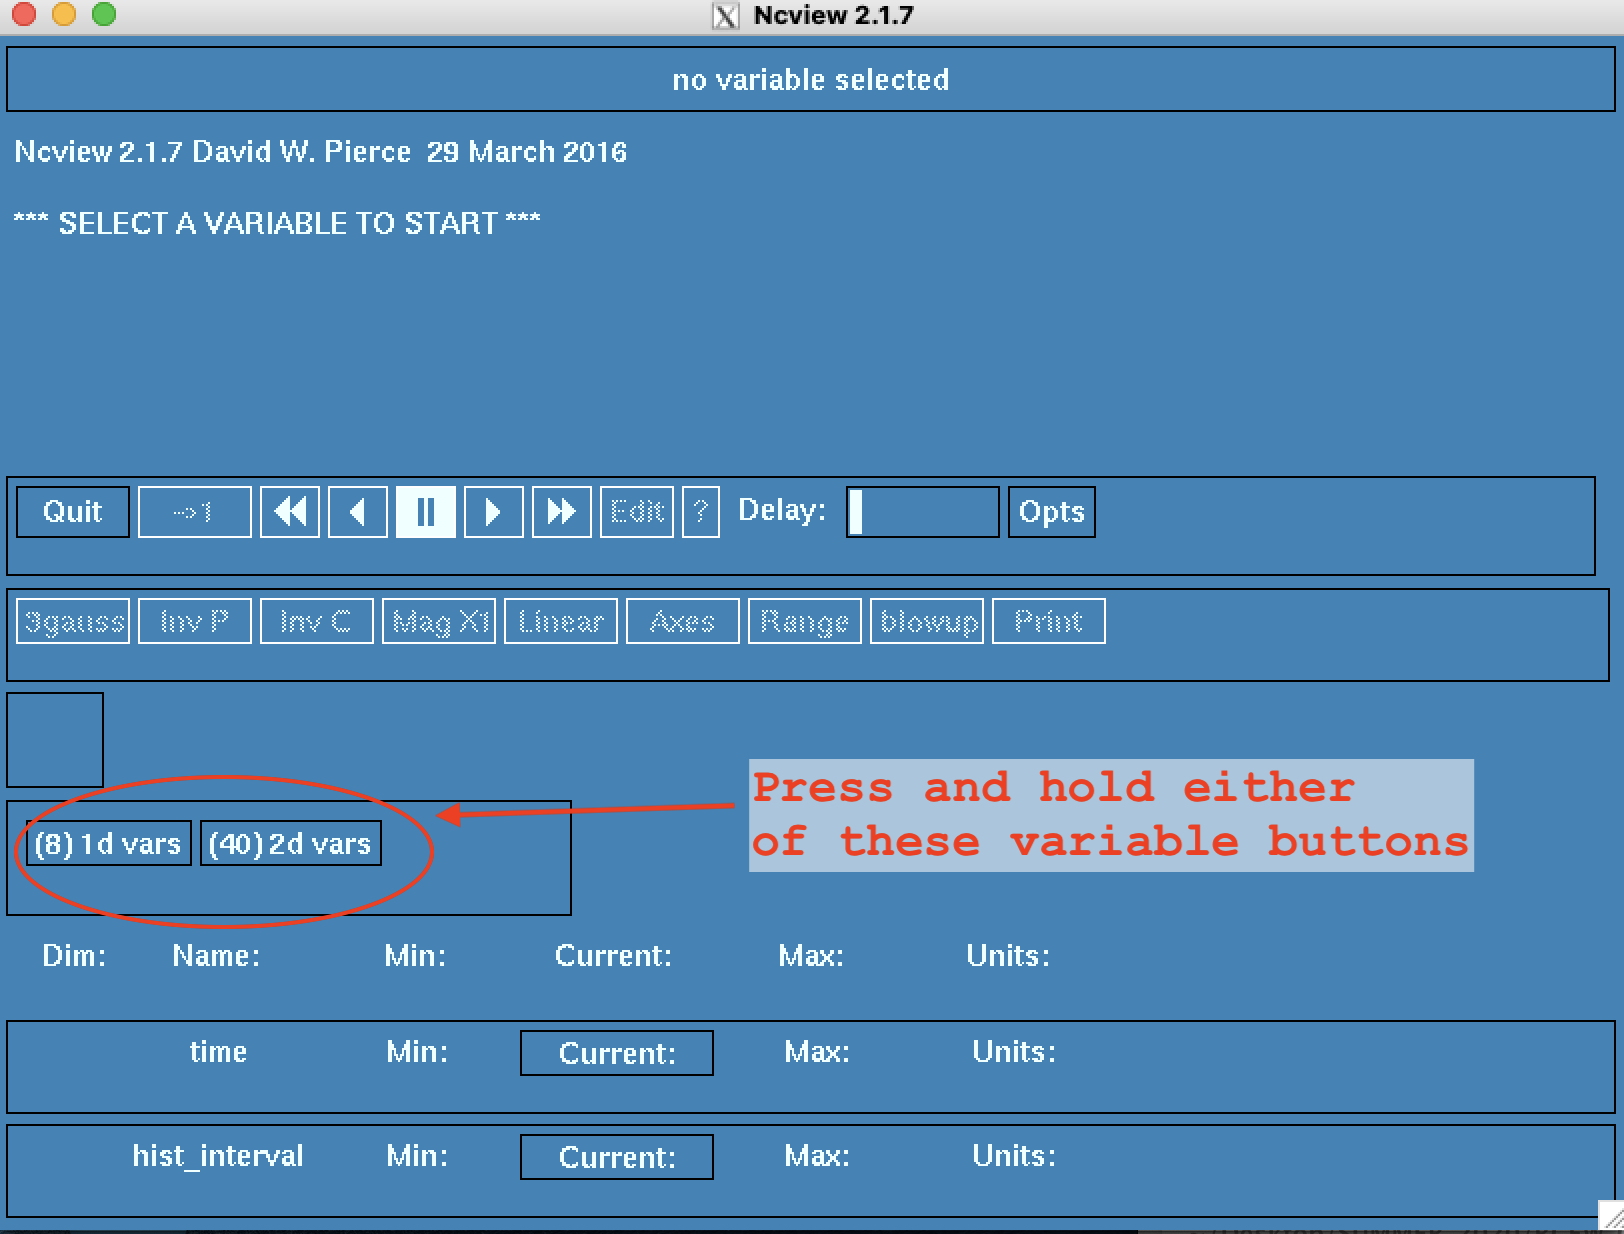 Ncview 2.1.7
no variable selected
Ncview 2.1.7 David W. Pierce  29 March 2016
*** SELECT A VARIABLE TO START ***
Quit ->1 Edit ? Delay: Opts
3gauss Inv P Inv C Mag X1 Linear Axes Range blowup Print
Press and hold either
of these variable buttons
(8) 1d vars (40) 2d vars
Dim: Name: Min: Current: Max: Units:
time Min: Current: Max: Units:
hist_interval Min: Current: Max: Units: